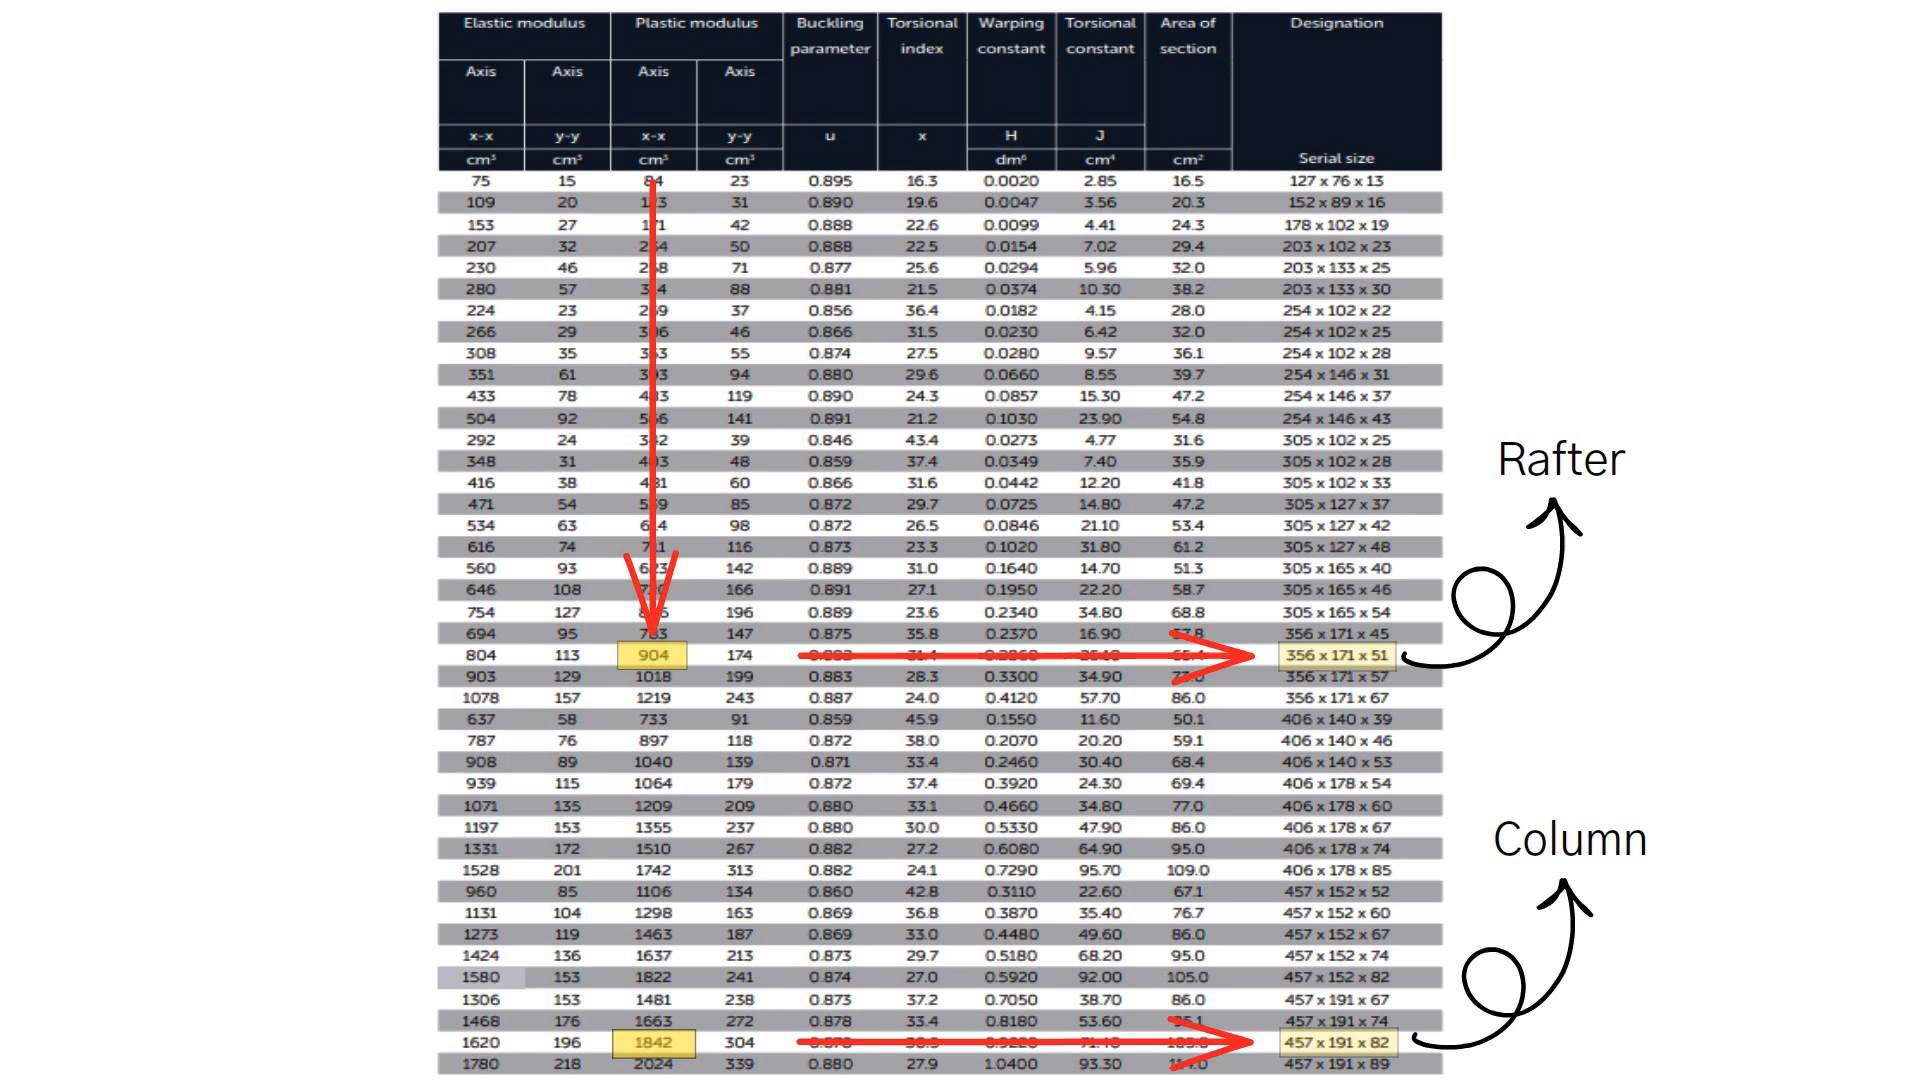 Elastic modulus Plastic modulus Buckling parameter Torsional index Warping constant Torsional constant Area of section Designation
Axis Axis Axis Axis
x-x y-y x-x y-y u x H J
cm³ cm³ cm³ cm³ dm⁶ cm⁴ cm² Serial size
75 15 84 23 0.895 16.3 0.0020 2.85 16.5 127 x 76 x 13
109 20 31 0.890 19.6 0.0047 3.56 20.3 152 x 89 x 16
153 27 42 0.888 22.6 0.0099 4.41 24.3 178 x 102 x 19
207 32 50 0.888 22.5 0.0154 7.02 29.4 203 x 102 x 23
230 46 71 0.877 25.6 0.0294 5.96 32.0 203 x 133 x 25
280 57 88 0.881 21.5 0.0374 10.30 38.2 203 x 133 x 30
224 23 37 0.856 36.4 0.0182 4.15 28.0 254 x 102 x 22
266 29 46 0.866 31.5 0.0230 6.42 32.0 254 x 102 x 25
308 35 55 0.874 27.5 0.0280 9.57 36.1 254 x 102 x 28
351 61 94 0.880 29.6 0.0660 8.55 39.7 254 x 146 x 31
433 78 119 0.890 24.3 0.0857 15.30 47.2 254 x 146 x 37
504 92 141 0.891 21.2 0.1030 23.90 54.8 254 x 146 x 43
292 24 39 0.846 43.4 0.0273 4.77 31.6 305 x 102 x 25
348 31 48 0.859 37.4 0.0349 7.40 35.9 305 x 102 x 28
416 38 60 0.866 31.6 0.0442 12.20 41.8 305 x 102 x 33
471 54 85 0.872 29.7 0.0725 14.80 47.2 305 x 127 x 37
534 63 98 0.872 26.5 0.0846 21.10 53.4 305 x 127 x 42
616 74 116 0.873 23.3 0.1020 31.80 61.2 305 x 127 x 48
560 93 142 0.889 31.0 0.1640 14.70 51.3 305 x 165 x 40
646 108 166 0.891 27.1 0.1950 22.20 58.7 305 x 165 x 46
754 127 196 0.889 23.6 0.2340 34.80 68.8 305 x 165 x 54
694 95 147 0.875 35.8 0.2370 16.90 356 x 171 x 45
804 113 904 174 356 x 171 x 51
903 129 1018 199 0.883 28.3 0.3300 34.90 356 x 171 x 57
1078 157 1219 243 0.887 24.0 0.4120 57.70 86.0 356 x 171 x 67
637 58 733 91 0.859 45.9 0.1550 11.60 50.1 406 x 140 x 39
787 76 897 118 0.872 38.0 0.2070 20.20 59.1 406 x 140 x 46
908 89 1040 139 0.871 33.4 0.2460 30.40 68.4 406 x 140 x 53
939 115 1064 179 0.872 37.4 0.3920 24.30 69.4 406 x 178 x 54
1071 135 1209 209 0.880 33.1 0.4660 34.80 77.0 406 x 178 x 60
1197 153 1355 237 0.880 30.0 0.5330 47.90 86.0 406 x 178 x 67
1331 172 1510 267 0.882 27.2 0.6080 64.90 95.0 406 x 178 x 74
1528 201 1742 313 0.882 24.1 0.7290 95.70 109.0 406 x 178 x 85
960 85 1106 134 0.860 42.8 0.3110 22.60 67.1 457 x 152 x 52
1131 104 1298 163 0.869 36.8 0.3870 35.40 76.7 457 x 152 x 60
1273 119 1463 187 0.869 33.0 0.4480 49.60 86.0 457 x 152 x 67
1424 136 1637 213 0.873 29.7 0.5180 68.20 95.0 457 x 152 x 74
1580 153 1822 241 0.874 27.0 0.5920 92.00 105.0 457 x 152 x 82
1306 153 1481 238 0.873 37.2 0.7050 38.70 86.0 457 x 191 x 67
1468 176 1663 272 0.878 33.4 0.8180 53.60 457 x 191 x 74
1620 196 1842 304 457 x 191 x 82
1780 218 2024 339 0.880 27.9 1.0400 93.30 457 x 191 x 89
Rafter
Column